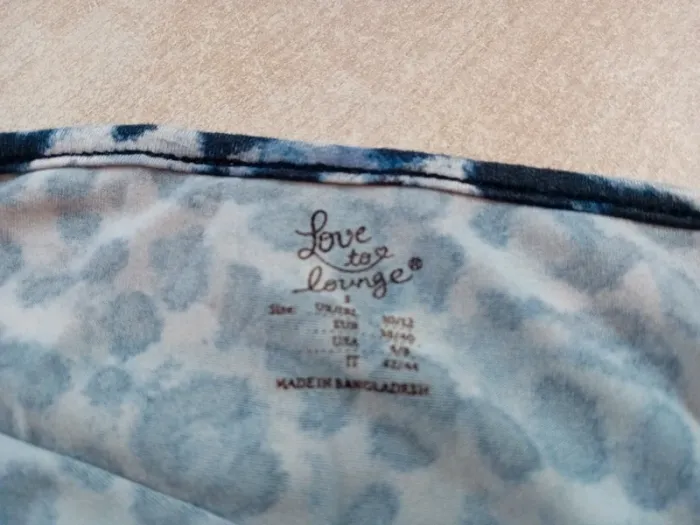 Love
to
lounge®
S
Size: UK/IRL 10/12
EUR 38/40
USA 6/8
IT 42/44
MADE IN BANGLADESH